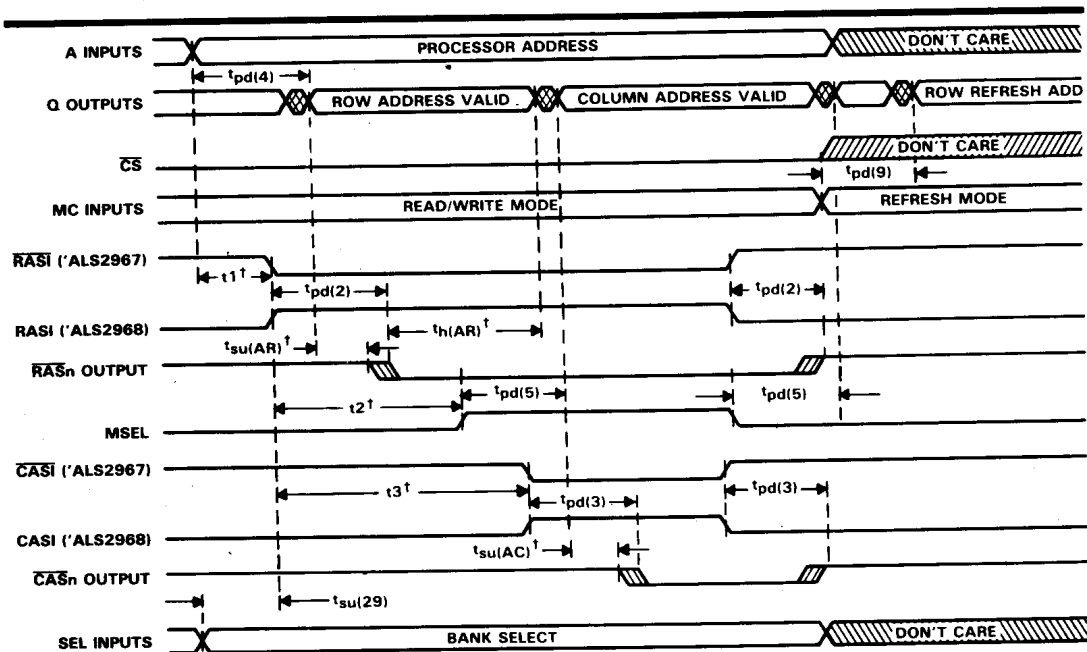 A INPUTS PROCESSOR ADDRESS DON'T CARE
tpd(4)
Q OUTPUTS ROW ADDRESS VALID COLUMN ADDRESS VALID ROW REFRESH ADD
CS DON'T CARE
tpd(9)
MC INPUTS READ/WRITE MODE REFRESH MODE
RASI ('ALS2967)
t1† tpd(2) tpd(2)
RASI ('ALS2968)
tsu(AR)† th(AR)†
RASn OUTPUT
t2† tpd(5) tpd(5)
MSEL
CASI ('ALS2967)
t3† tpd(3) tpd(3)
CASI ('ALS2968)
tsu(AC)†
CASn OUTPUT
tsu(29)
SEL INPUTS BANK SELECT DON'T CARE